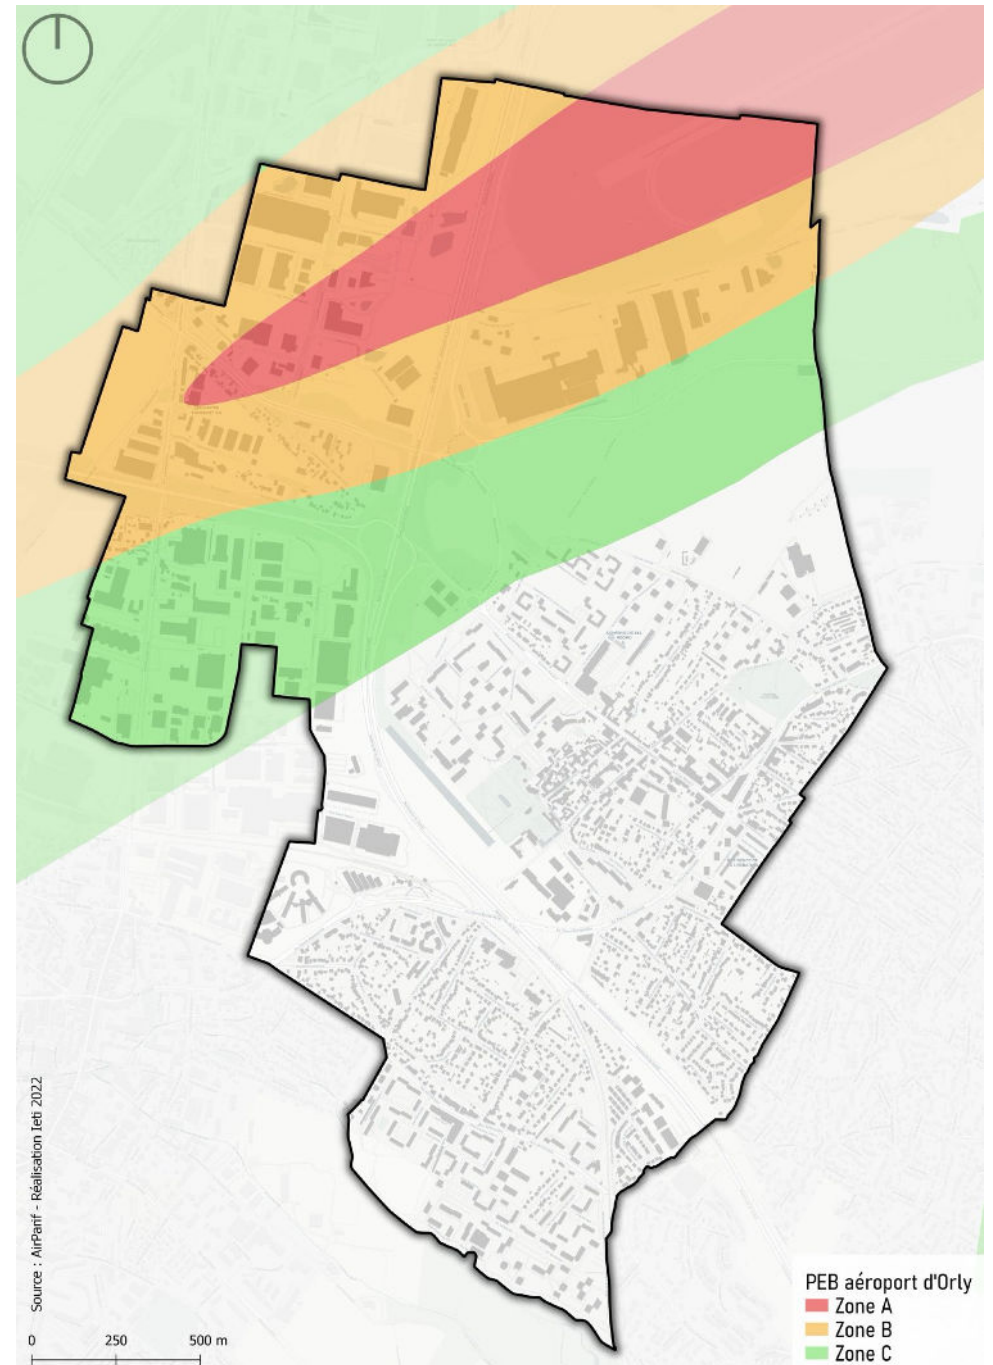 Source : AirParif - Réalisation Ieti 2022
0 250 500 m
PEB aéroport d'Orly
Zone A
Zone B
Zone C